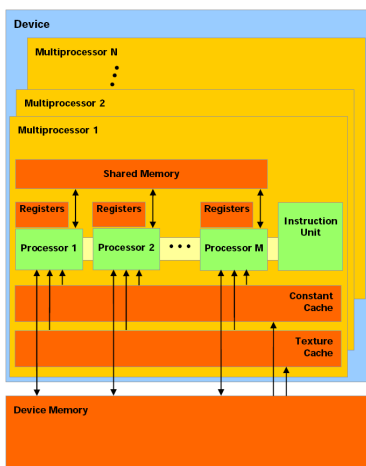 Device
Multiprocessor N
Multiprocessor 2
Multiprocessor 1
Shared Memory
Registers
Registers
Registers
Instruction
Unit
Processor 1
Processor 2
Processor M
Constant
Cache
Texture
Cache
Device Memory